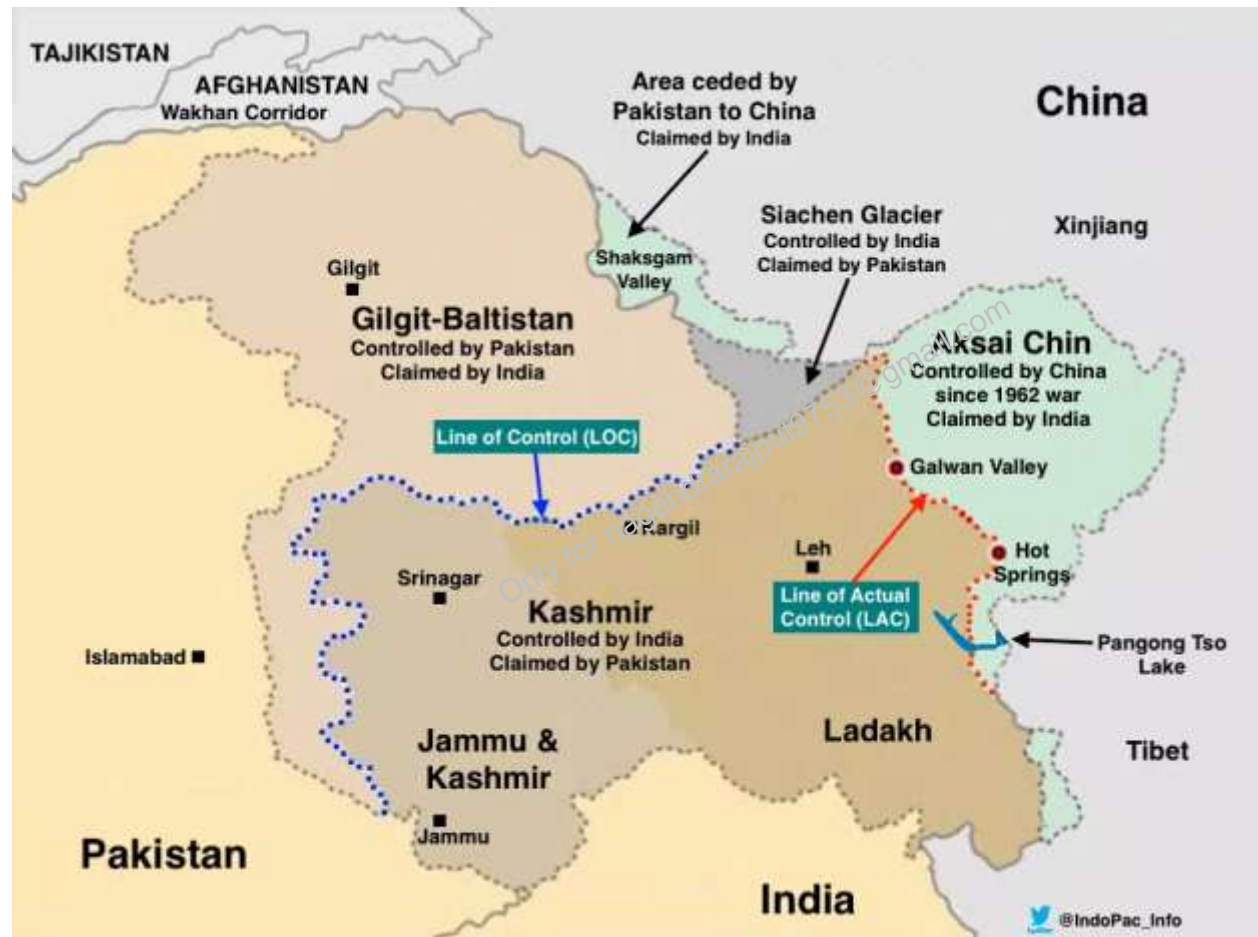 TAJIKISTAN
AFGHANISTAN
Wakhan Corridor
Area ceded by
Pakistan to China
Claimed by India
China
Siachen Glacier
Controlled by India
Claimed by Pakistan
Xinjiang
Shaksgam
Valley
Gilgit
Gilgit-Baltistan
Controlled by Pakistan
Claimed by India
Aksai Chin
Controlled by China
since 1962 war
Claimed by India
Line of Control (LOC)
Galwan Valley
Kargil
Leh
Hot
Springs
Srinagar
Line of Actual
Control (LAC)
Kashmir
Controlled by India
Claimed by Pakistan
Islamabad
Pangong Tso
Lake
Ladakh
Jammu &
Kashmir
Tibet
Jammu
Pakistan
India
@IndoPac_Info
Only for